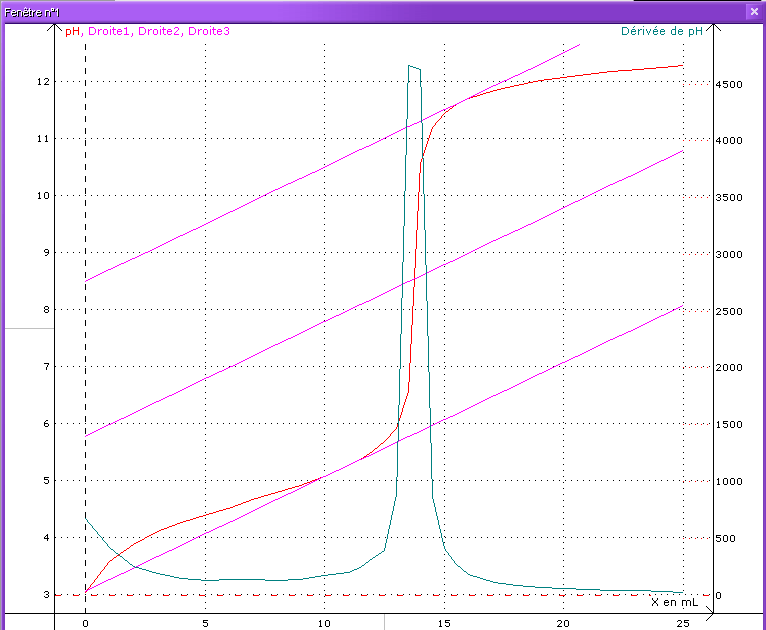 Fenêtre n°1
pH, Droite1, Droite2, Droite3 Dérivée de pH
12 4500
11 4000
10 3500
9 3000
8 2500
7 2000
6 1500
5 1000
4 500
3 0
X en mL
0 5 10 15 20 25